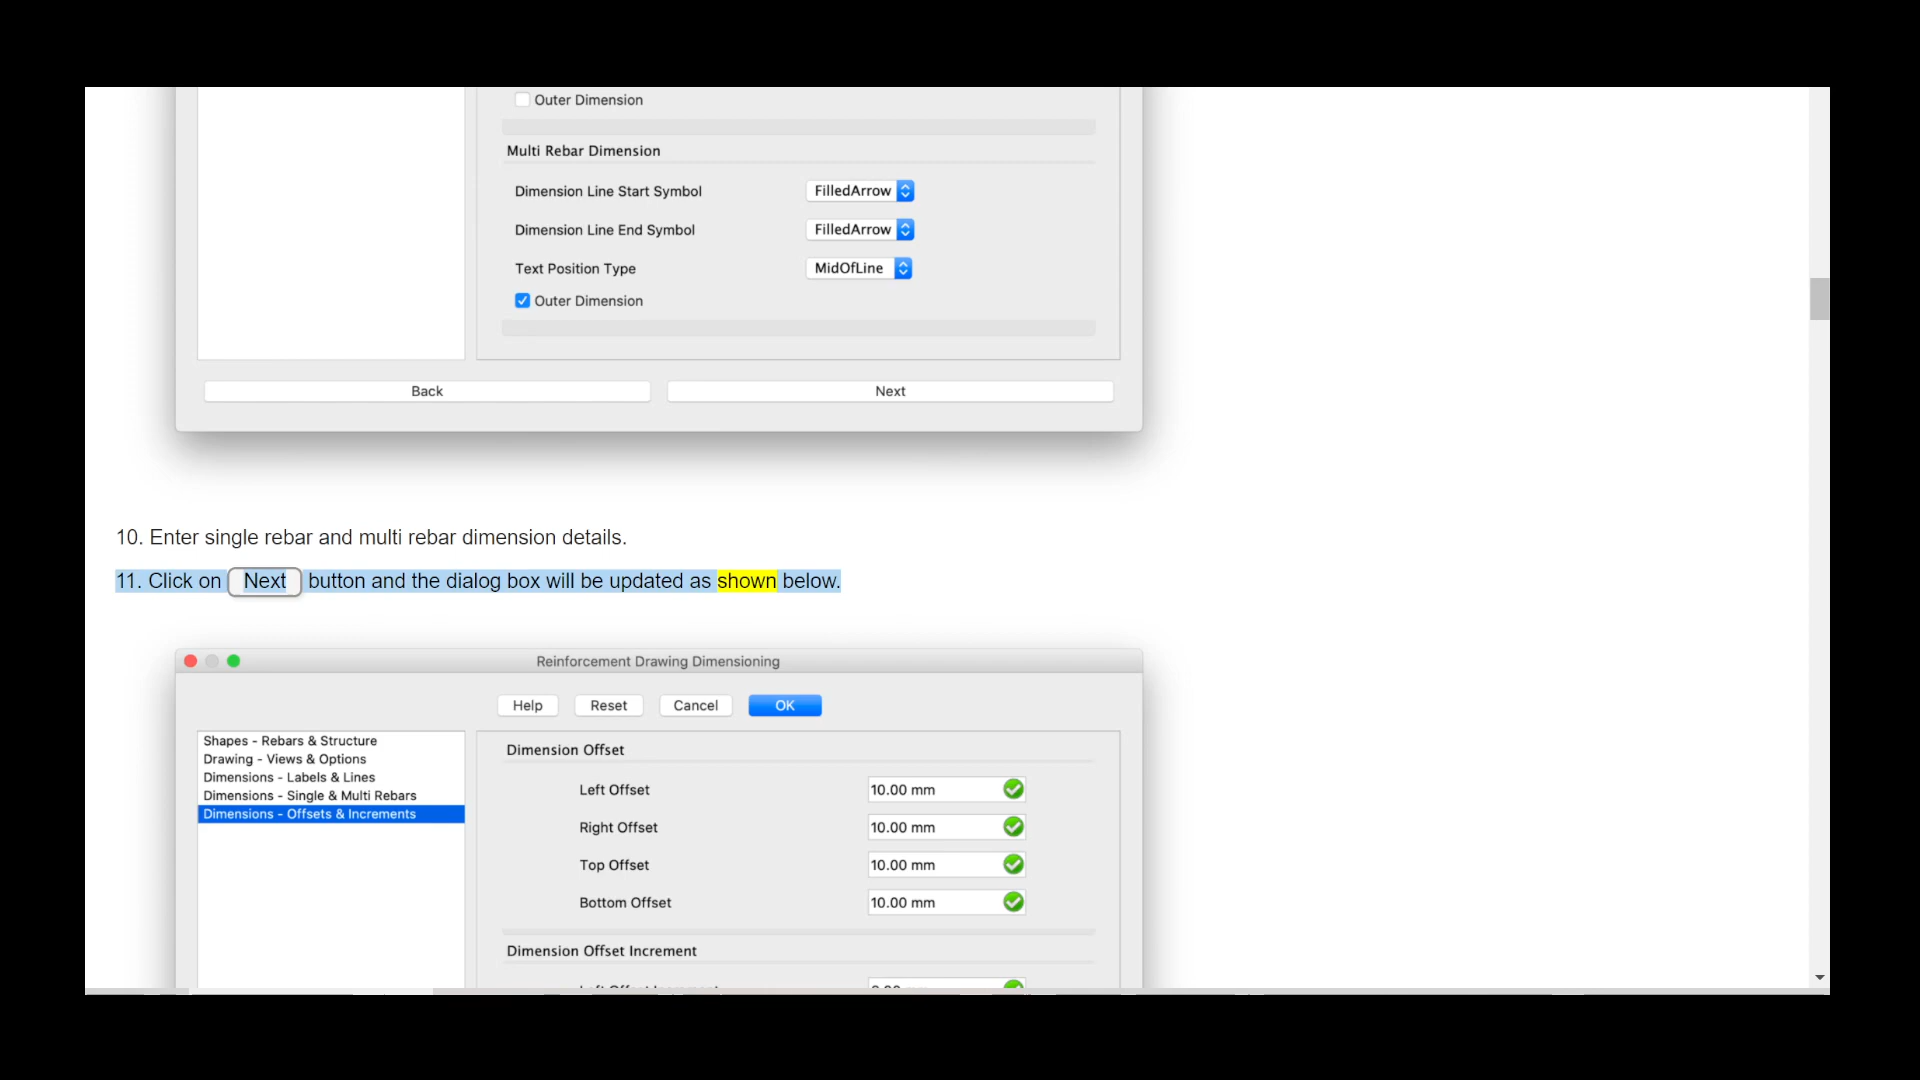 Outer Dimension
Multi Rebar Dimension
Dimension Line Start Symbol FilledArrow
Dimension Line End Symbol FilledArrow
Text Position Type MidOfLine
Outer Dimension
Back Next
10. Enter single rebar and multi rebar dimension details.
11. Click on Next button and the dialog box will be updated as shown below.
Reinforcement Drawing Dimensioning
Help Reset Cancel OK
Shapes - Rebars & Structure
Drawing - Views & Options
Dimensions - Labels & Lines
Dimensions - Single & Multi Rebars
Dimensions - Offsets & Increments
Dimension Offset
Left Offset 10.00 mm
Right Offset 10.00 mm
Top Offset 10.00 mm
Bottom Offset 10.00 mm
Dimension Offset Increment